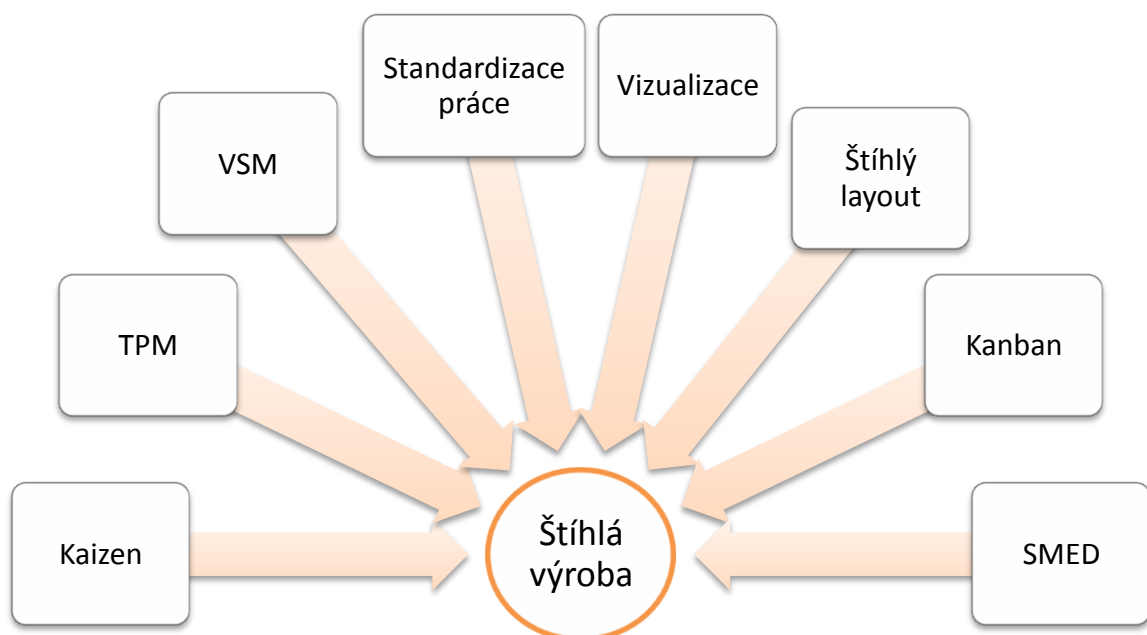 Standardizace
práce
Vizualizace
VSM
Štíhlý
layout
TPM
Kanban
Kaizen
Štíhlá
výroba
SMED